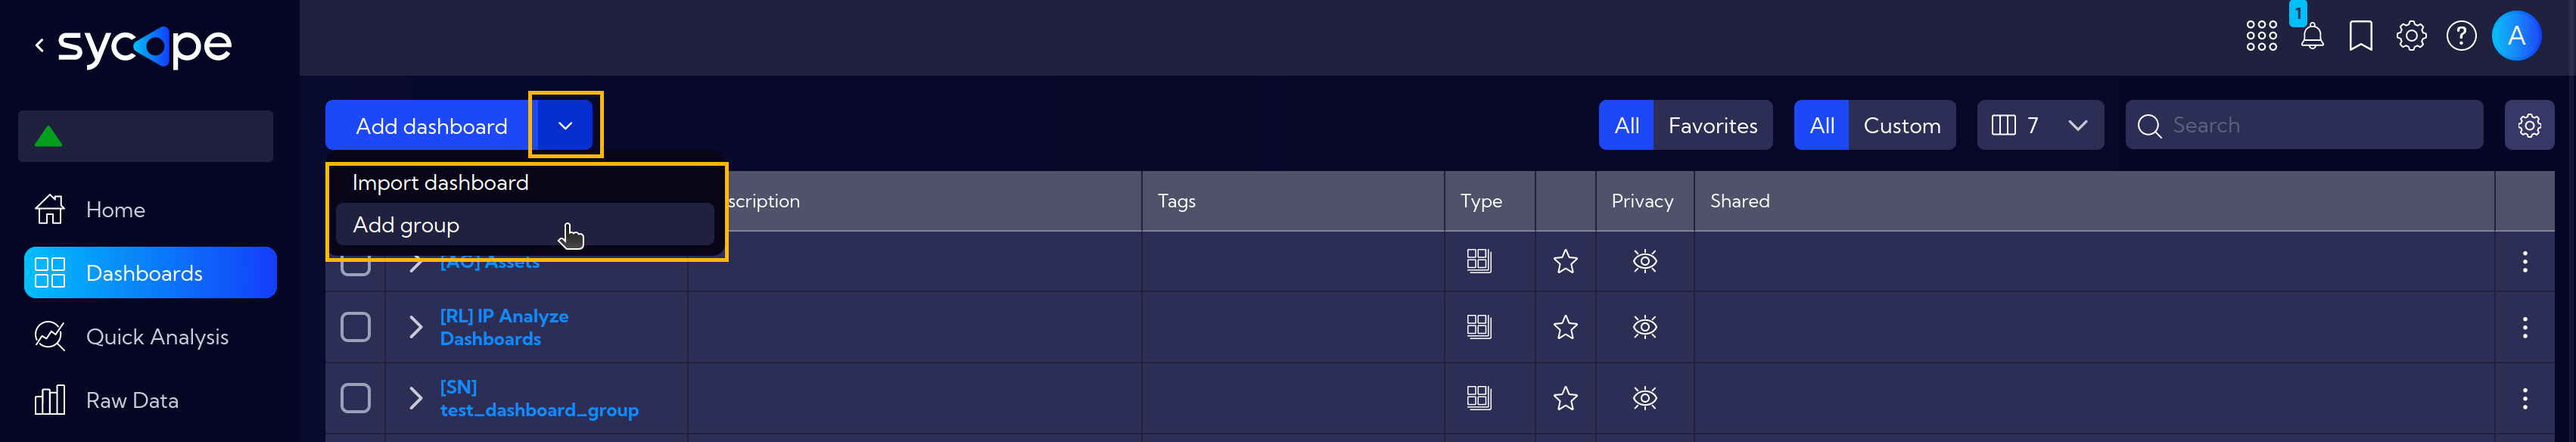 sycope
1
A
Add dashboard
All Favorites
All Custom
7
Search
Import dashboard
Add group
scription
Tags
Type
Privacy
Shared
Home
Dashboards
Quick Analysis
Raw Data
[AG] Assets
[RL] IP Analyze
Dashboards
[SN]
test_dashboard_group